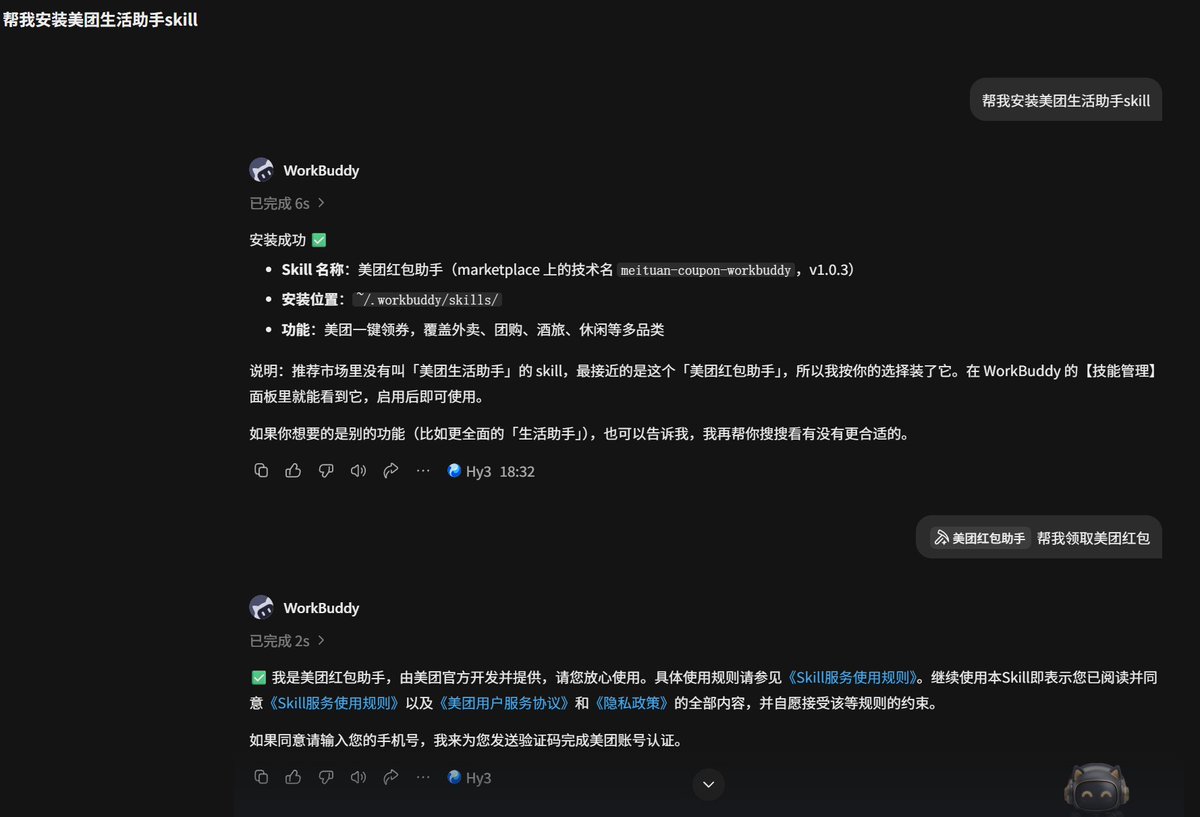 帮我安装美团生活助手skill
帮我安装美团生活助手skill
WorkBuddy
已完成 6s
安装成功 ✅
• Skill 名称：美团红包助手（marketplace 上的技术名 meituan-coupon-workbuddy，v1.0.3）
• 安装位置：~/.workbuddy/skills/
• 功能：美团一键领券，覆盖外卖、团购、酒旅、休闲等多品类
说明：推荐市场里没有叫「美团生活助手」的 skill，最接近的是这个「美团红包助手」，所以我按你的选择装了它。在 WorkBuddy 的【技能管理】
面板里就能看到它，启用后即可使用。
如果你想要的是别的功能（比如更全面的「生活助手」），也可以告诉我，我再帮你搜搜看有没有更合适的。
Hy3 18:32
美团红包助手 帮我领取美团红包
WorkBuddy
已完成 2s
✅ 我是美团红包助手，由美团官方开发并提供，请您放心使用。具体使用规则请参见《Skill服务使用规则》。继续使用本Skill即表示您已阅读并同
意《Skill服务使用规则》以及《美团用户服务协议》和《隐私政策》的全部内容，并自愿接受该等规则的约束。
如果同意请输入您的手机号，我来为您发送验证码完成美团账号认证。
Hy3